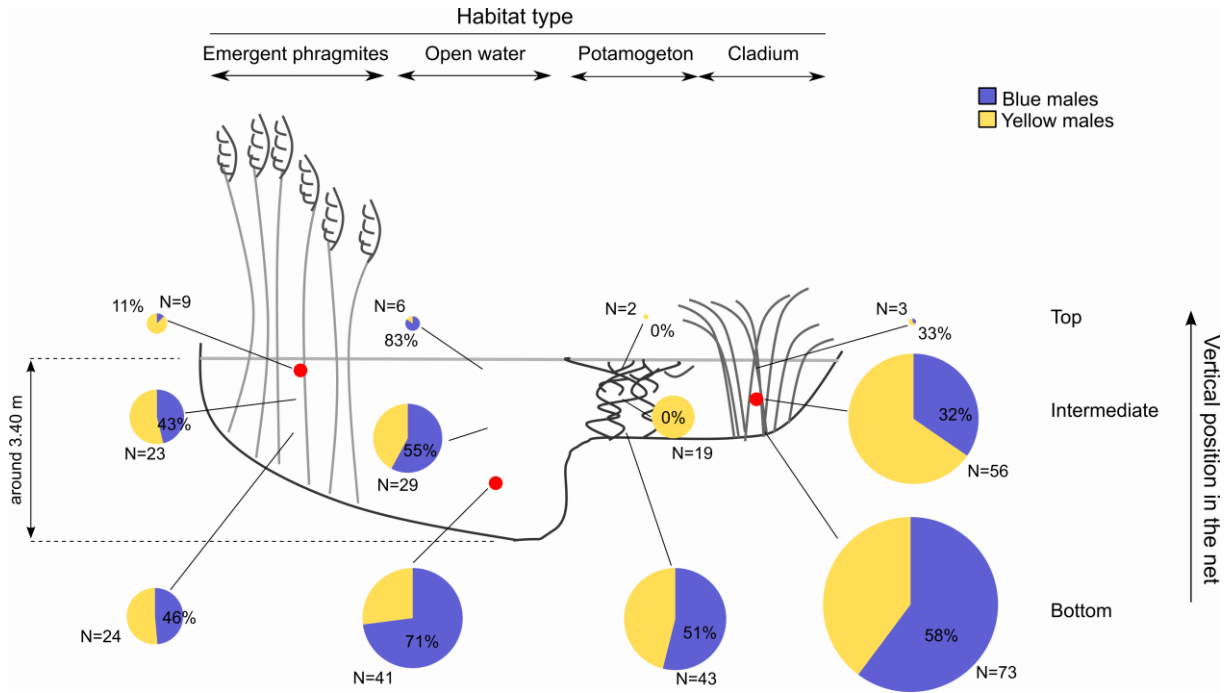 Habitat type
Emergent phragmites
Open water
Potamogeton
Cladium
Blue males
Yellow males
11%
N=9
N=6
83%
N=2
0%
N=3
33%
Top
43%
N=23
55%
N=29
0%
N=19
32%
N=56
Intermediate
around 3.40 m
Vertical position in the net
46%
N=24
71%
N=41
51%
N=43
58%
N=73
Bottom